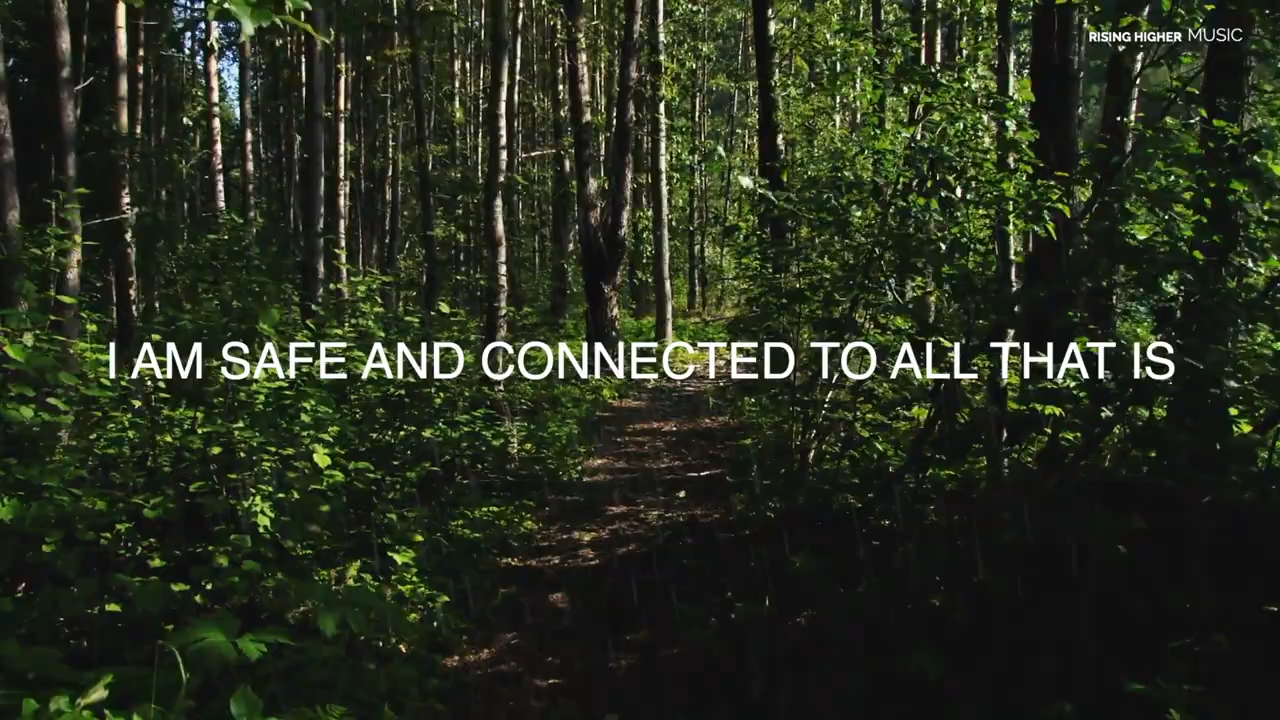 RISING HIGHER MUSIC
I AM SAFE AND CONNECTED TO ALL THAT IS